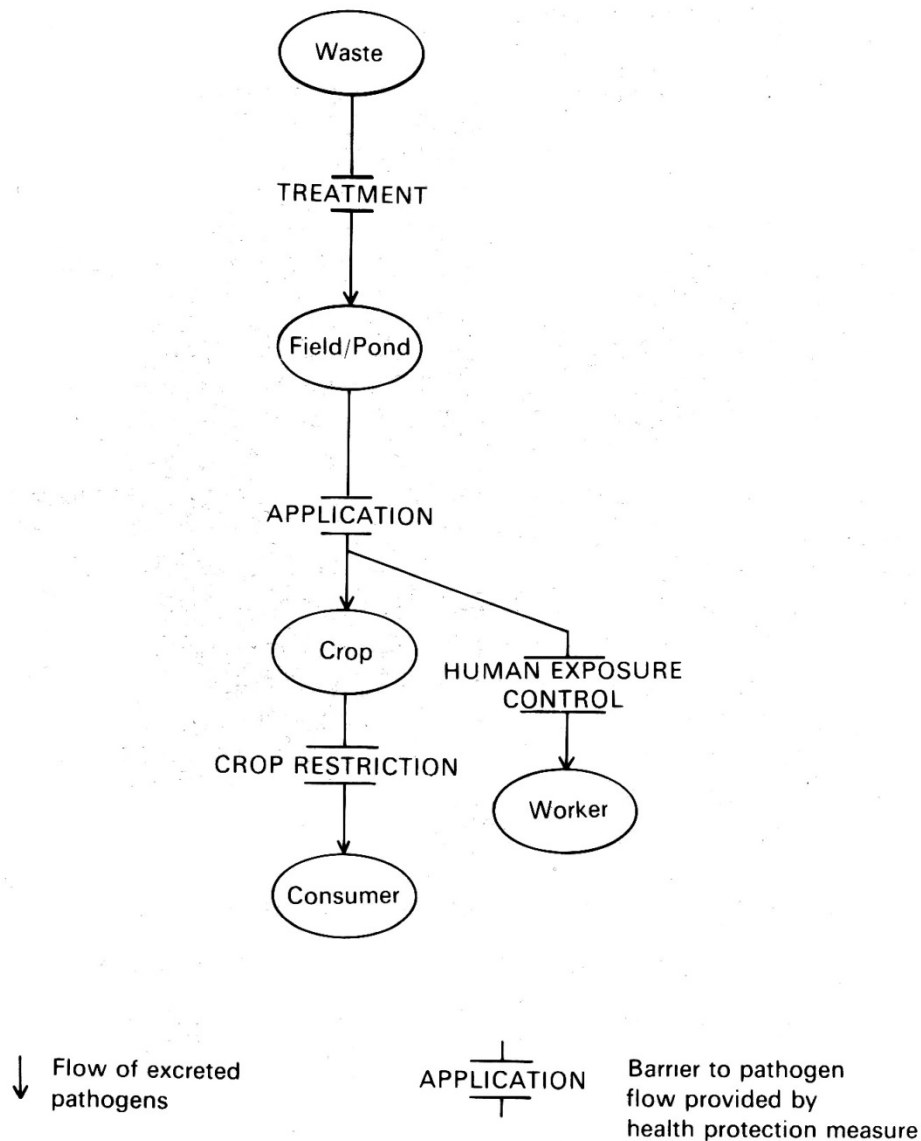 Waste
TREATMENT
Field/Pond
APPLICATION
Crop
HUMAN EXPOSURE
CONTROL
CROP RESTRICTION
Worker
Consumer
Flow of excreted
pathogens
APPLICATION
Barrier to pathogen
flow provided by
health protection measure